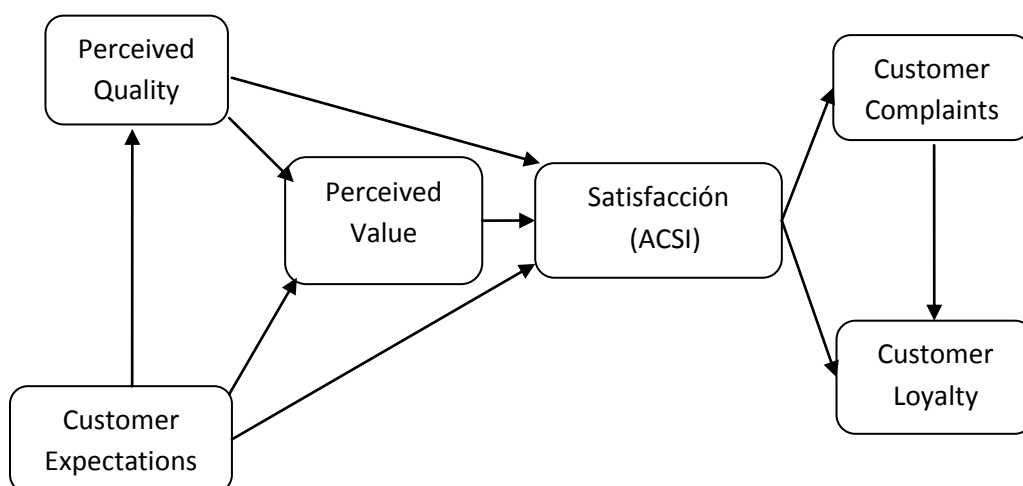 Perceived
Quality
Customer
Complaints
Perceived
Value
Satisfacción
(ACSI)
Customer
Loyalty
Customer
Expectations